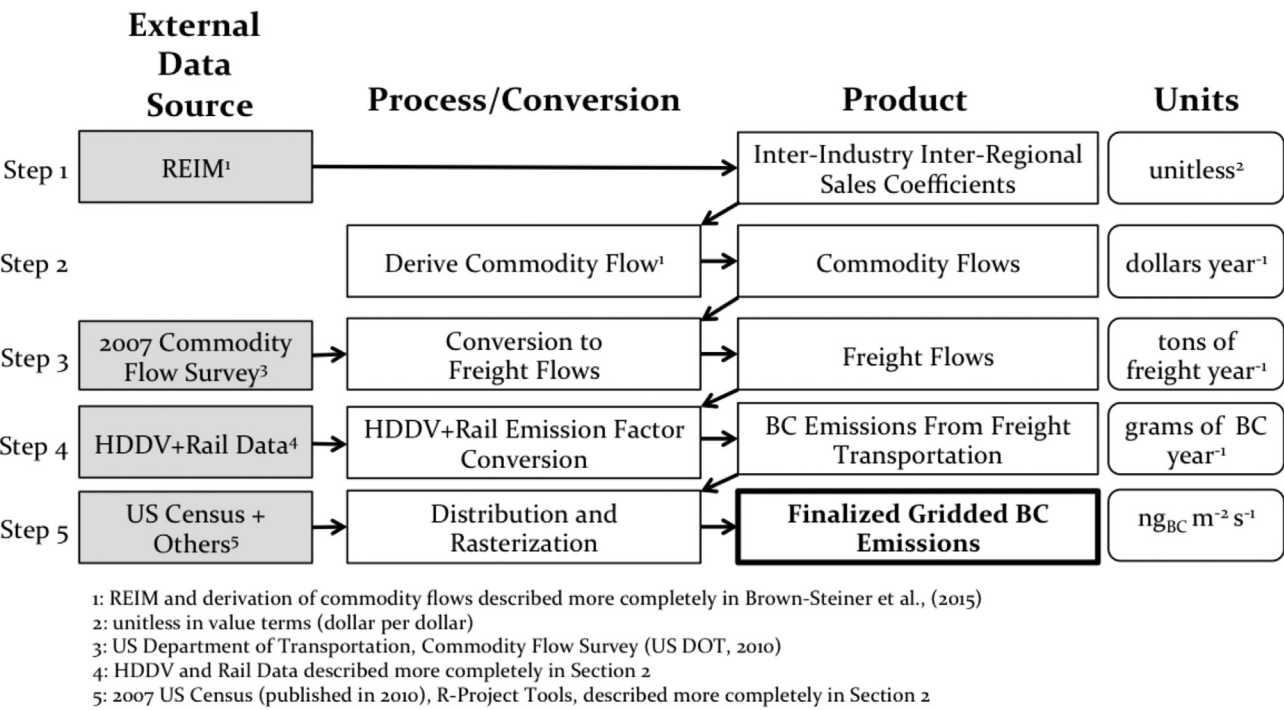 External
Data
Source
Process/Conversion
Product
Units
Step 1
REIM¹
Inter-Industry Inter-Regional
Sales Coefficients
unitless²
Step 2
Derive Commodity Flow¹
Commodity Flows
dollars year⁻¹
Step 3
2007 Commodity
Flow Survey³
Conversion to
Freight Flows
Freight Flows
tons of
freight year⁻¹
Step 4
HDDV+Rail Data⁴
HDDV+Rail Emission Factor
Conversion
BC Emissions From Freight
Transportation
grams of BC
year⁻¹
Step 5
US Census +
Others⁵
Distribution and
Rasterization
Finalized Gridded BC
Emissions
ng_BC m⁻² s⁻¹
1: REIM and derivation of commodity flows described more completely in Brown-Steiner et al., (2015)
2: unitless in value terms (dollar per dollar)
3: US Department of Transportation, Commodity Flow Survey (US DOT, 2010)
4: HDDV and Rail Data described more completely in Section 2
5: 2007 US Census (published in 2010), R-Project Tools, described more completely in Section 2